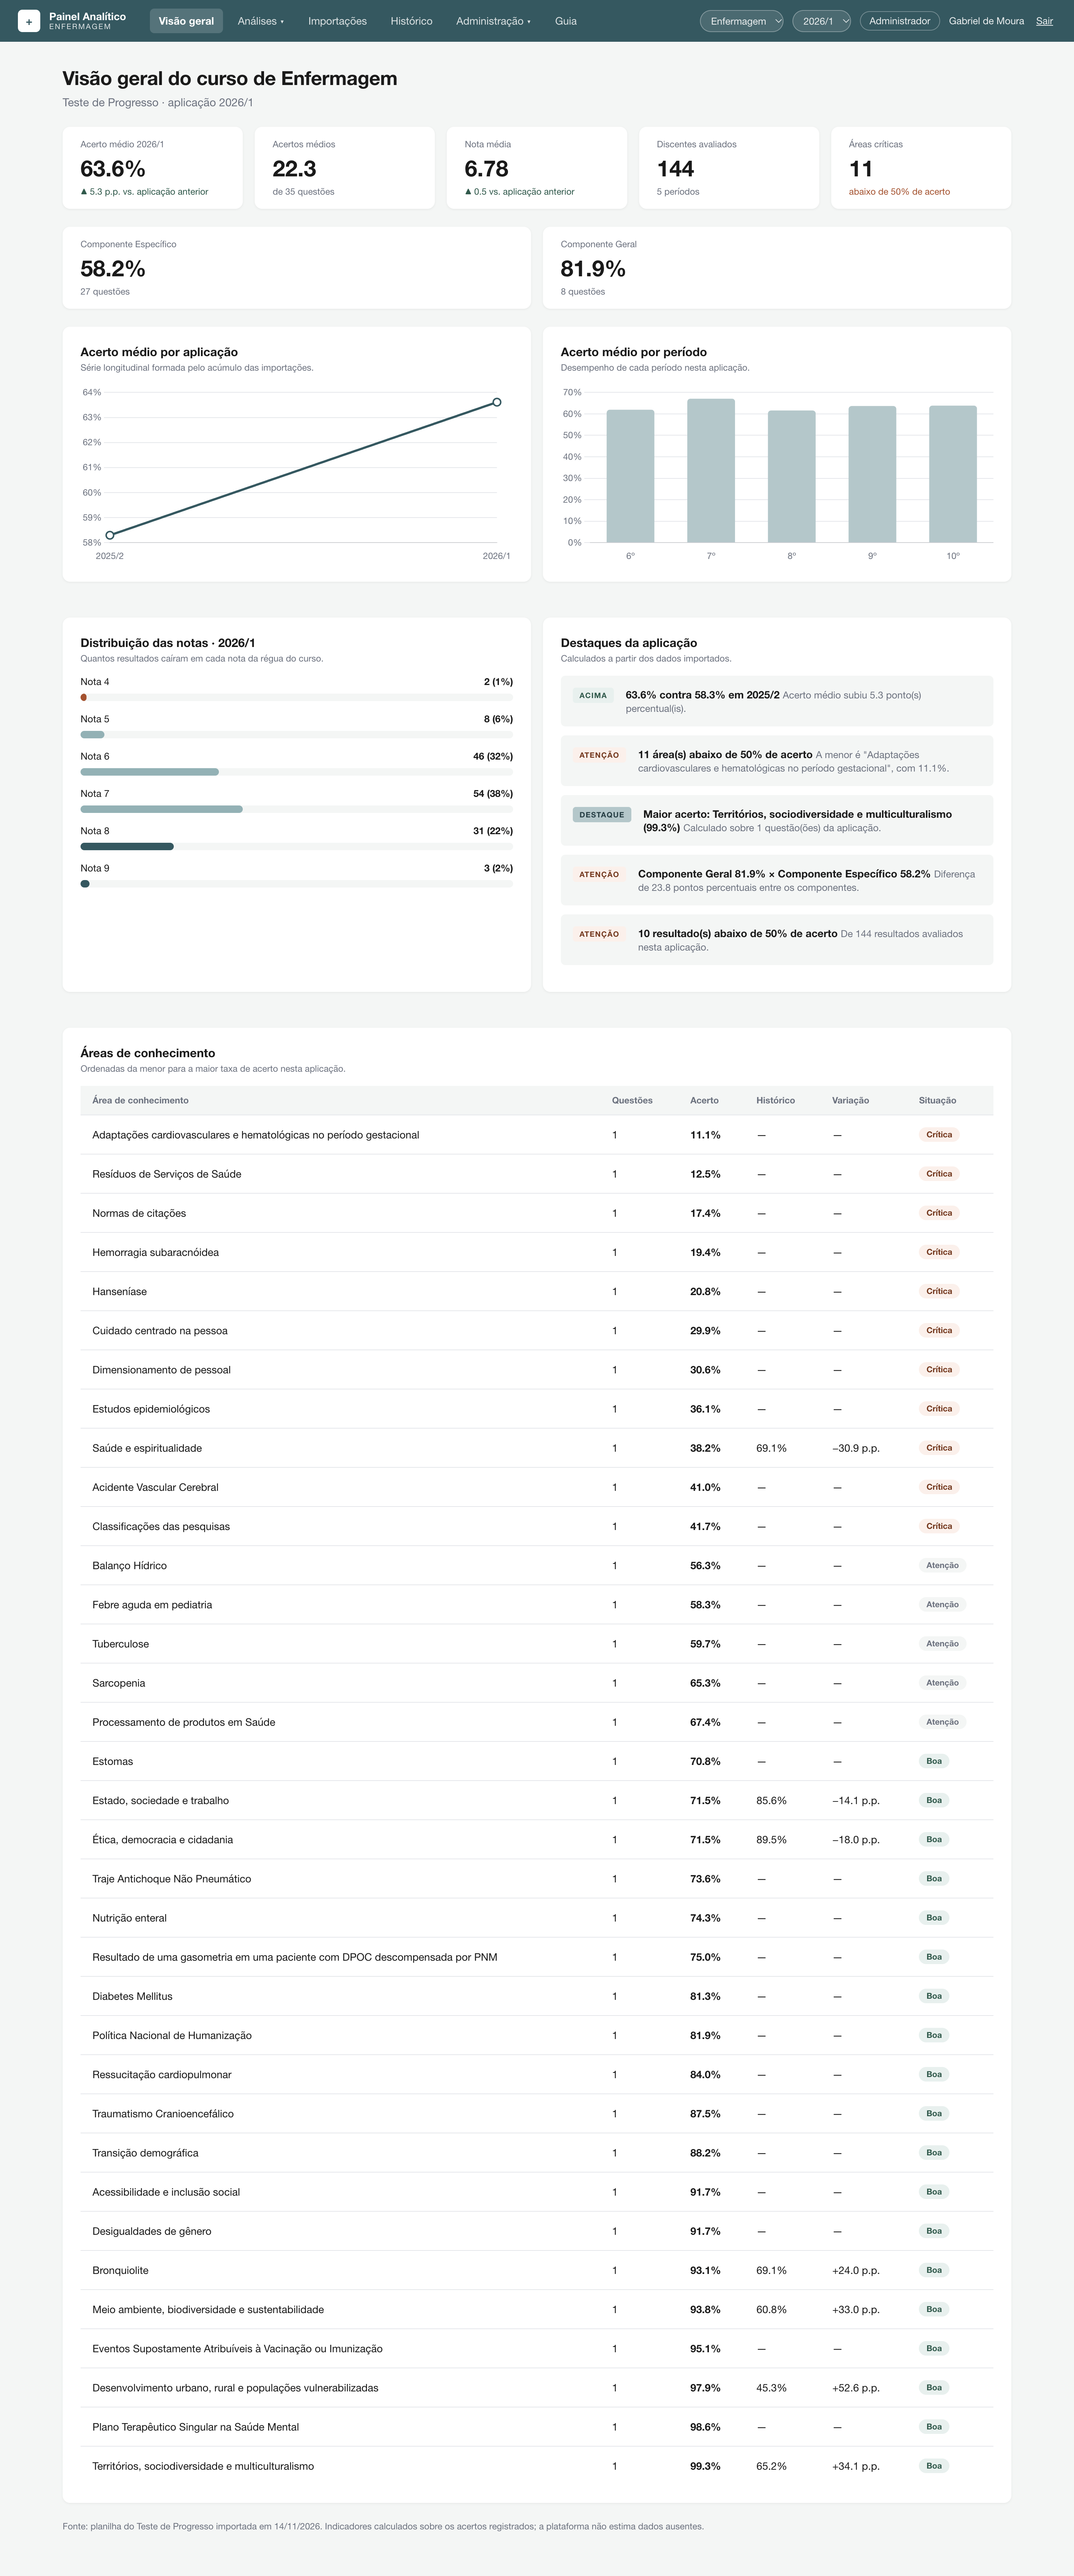 Painel Analítico
ENFERMAGEM
Visão geral
Análises ▾
Importações
Histórico
Administração ▾
Guia
Enfermagem
2026/1
Administrador
Gabriel de Moura
Sair
Visão geral do curso de Enfermagem
Teste de Progresso · aplicação 2026/1
Acerto médio 2026/1
63.6%
▲ 5.3 p.p. vs. aplicação anterior
Acertos médios
22.3
de 35 questões
Nota média
6.78
▲ 0.5 vs. aplicação anterior
Discentes avaliados
144
5 períodos
Áreas críticas
11
abaixo de 50% de acerto
Componente Específico
58.2%
27 questões
Componente Geral
81.9%
8 questões
Acerto médio por aplicação
Série longitudinal formada pelo acúmulo das importações.
64%
63%
62%
61%
60%
59%
58%
2025/2
2026/1
Acerto médio por período
Desempenho de cada período nesta aplicação.
70%
60%
50%
40%
30%
20%
10%
0%
6º
7º
8º
9º
10º
Distribuição das notas · 2026/1
Quantos resultados caíram em cada nota da régua do curso.
Nota 4 2 (1%)
Nota 5 8 (6%)
Nota 6 46 (32%)
Nota 7 54 (38%)
Nota 8 31 (22%)
Nota 9 3 (2%)
Destaques da aplicação
Calculados a partir dos dados importados.
ACIMA
63.6% contra 58.3% em 2025/2 Acerto médio subiu 5.3 ponto(s)
percentual(is).
ATENÇÃO
11 área(s) abaixo de 50% de acerto A menor é "Adaptações
cardiovasculares e hematológicas no período gestacional", com 11.1%.
DESTAQUE
Maior acerto: Territórios, sociodiversidade e multiculturalismo
(99.3%) Calculado sobre 1 questão(ões) da aplicação.
ATENÇÃO
Componente Geral 81.9% × Componente Específico 58.2% Diferença
de 23.8 pontos percentuais entre os componentes.
ATENÇÃO
10 resultado(s) abaixo de 50% de acerto De 144 resultados avaliados
nesta aplicação.
Áreas de conhecimento
Ordenadas da menor para a maior taxa de acerto nesta aplicação.
Área de conhecimento Questões Acerto Histórico Variação Situação
Adaptações cardiovasculares e hematológicas no período gestacional 1 11.1% — — Crítica
Resíduos de Serviços de Saúde 1 12.5% — — Crítica
Normas de citações 1 17.4% — — Crítica
Hemorragia subaracnóidea 1 19.4% — — Crítica
Hanseníase 1 20.8% — — Crítica
Cuidado centrado na pessoa 1 29.9% — — Crítica
Dimensionamento de pessoal 1 30.6% — — Crítica
Estudos epidemiológicos 1 36.1% — — Crítica
Saúde e espiritualidade 1 38.2% 69.1% −30.9 p.p. Crítica
Acidente Vascular Cerebral 1 41.0% — — Crítica
Classificações das pesquisas 1 41.7% — — Crítica
Balanço Hídrico 1 56.3% — — Atenção
Febre aguda em pediatria 1 58.3% — — Atenção
Tuberculose 1 59.7% — — Atenção
Sarcopenia 1 65.3% — — Atenção
Processamento de produtos em Saúde 1 67.4% — — Atenção
Estomas 1 70.8% — — Boa
Estado, sociedade e trabalho 1 71.5% 85.6% −14.1 p.p. Boa
Ética, democracia e cidadania 1 71.5% 89.5% −18.0 p.p. Boa
Traje Antichoque Não Pneumático 1 73.6% — — Boa
Nutrição enteral 1 74.3% — — Boa
Resultado de uma gasometria em uma paciente com DPOC descompensada por PNM 1 75.0% — — Boa
Diabetes Mellitus 1 81.3% — — Boa
Política Nacional de Humanização 1 81.9% — — Boa
Ressucitação cardiopulmonar 1 84.0% — — Boa
Traumatismo Cranioencefálico 1 87.5% — — Boa
Transição demográfica 1 88.2% — — Boa
Acessibilidade e inclusão social 1 91.7% — — Boa
Desigualdades de gênero 1 91.7% — — Boa
Bronquiolite 1 93.1% 69.1% +24.0 p.p. Boa
Meio ambiente, biodiversidade e sustentabilidade 1 93.8% 60.8% +33.0 p.p. Boa
Eventos Supostamente Atribuíveis à Vacinação ou Imunização 1 95.1% — — Boa
Desenvolvimento urbano, rural e populações vulnerabilizadas 1 97.9% 45.3% +52.6 p.p. Boa
Plano Terapêutico Singular na Saúde Mental 1 98.6% — — Boa
Territórios, sociodiversidade e multiculturalismo 1 99.3% 65.2% +34.1 p.p. Boa
Fonte: planilha do Teste de Progresso importada em 14/11/2026. Indicadores calculados sobre os acertos registrados; a plataforma não estima dados ausentes.